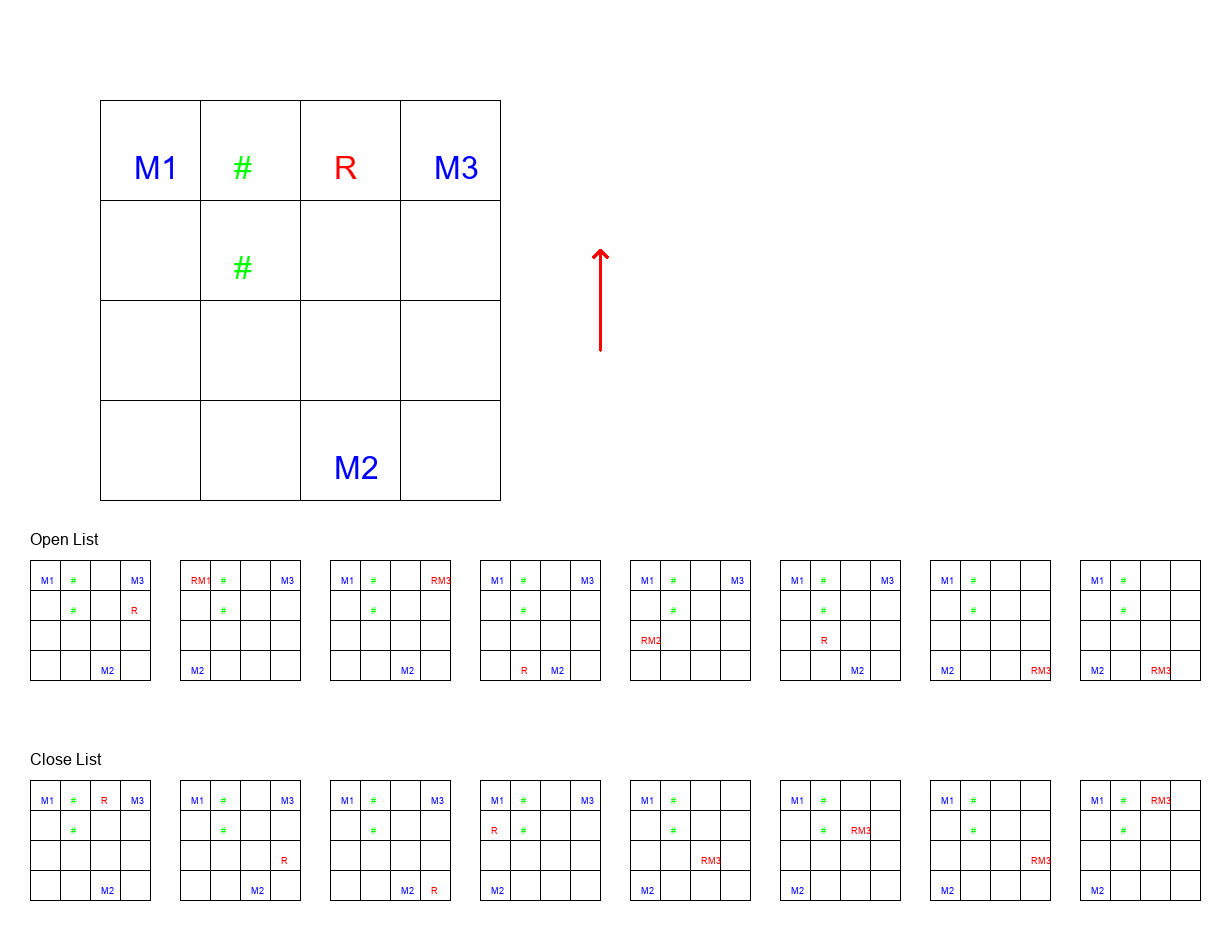 M1 # R M3
#
M2
Open List
M1 # M3 RM1 # M3 M1 # RM3 M1 # M3 M1 # M3 M1 # M3 M1 # M1 #
# R # # # # # # #
RM2 R
M2 M2 M2 R M2 M2 M2 RM3 M2 RM3
Close List
M1 # R M3 M1 # M3 M1 # M3 M1 # M3 M1 # M1 # M1 # M1 # RM3
# # # R # # # RM3 # #
R RM3 RM3
M2 M2 M2 R M2 M2 M2 M2 M2